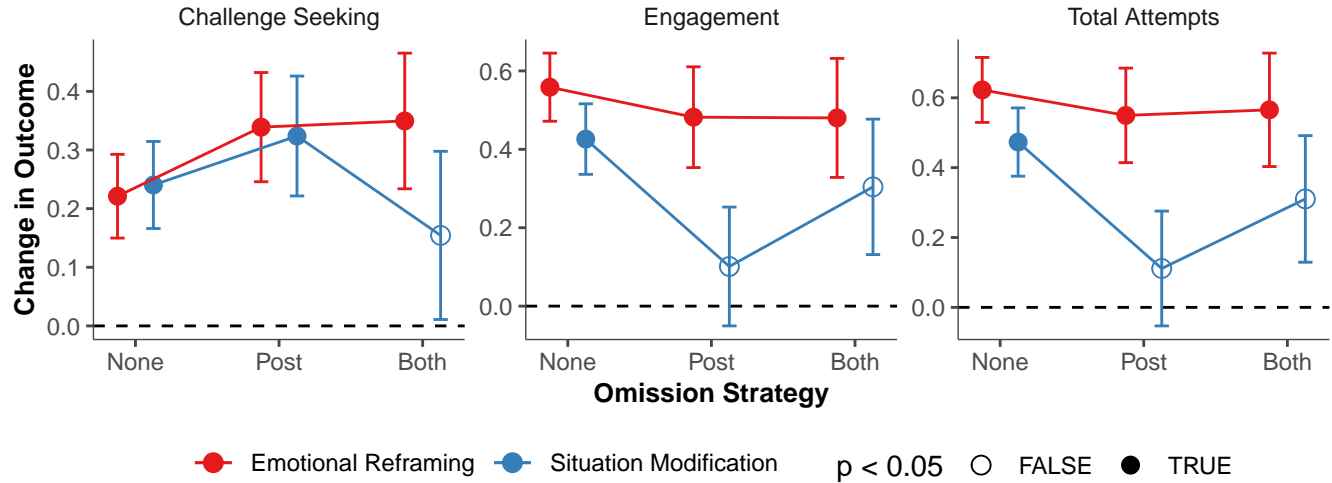 Challenge Seeking
Engagement
Total Attempts
Change in Outcome
0.4
0.3
0.2
0.1
0.0
None
Post
Both
0.6
0.4
0.2
0.0
None
Post
Both
0.6
0.4
0.2
0.0
None
Post
Both
Omission Strategy
Emotional Reframing
Situation Modification
p < 0.05
FALSE
TRUE